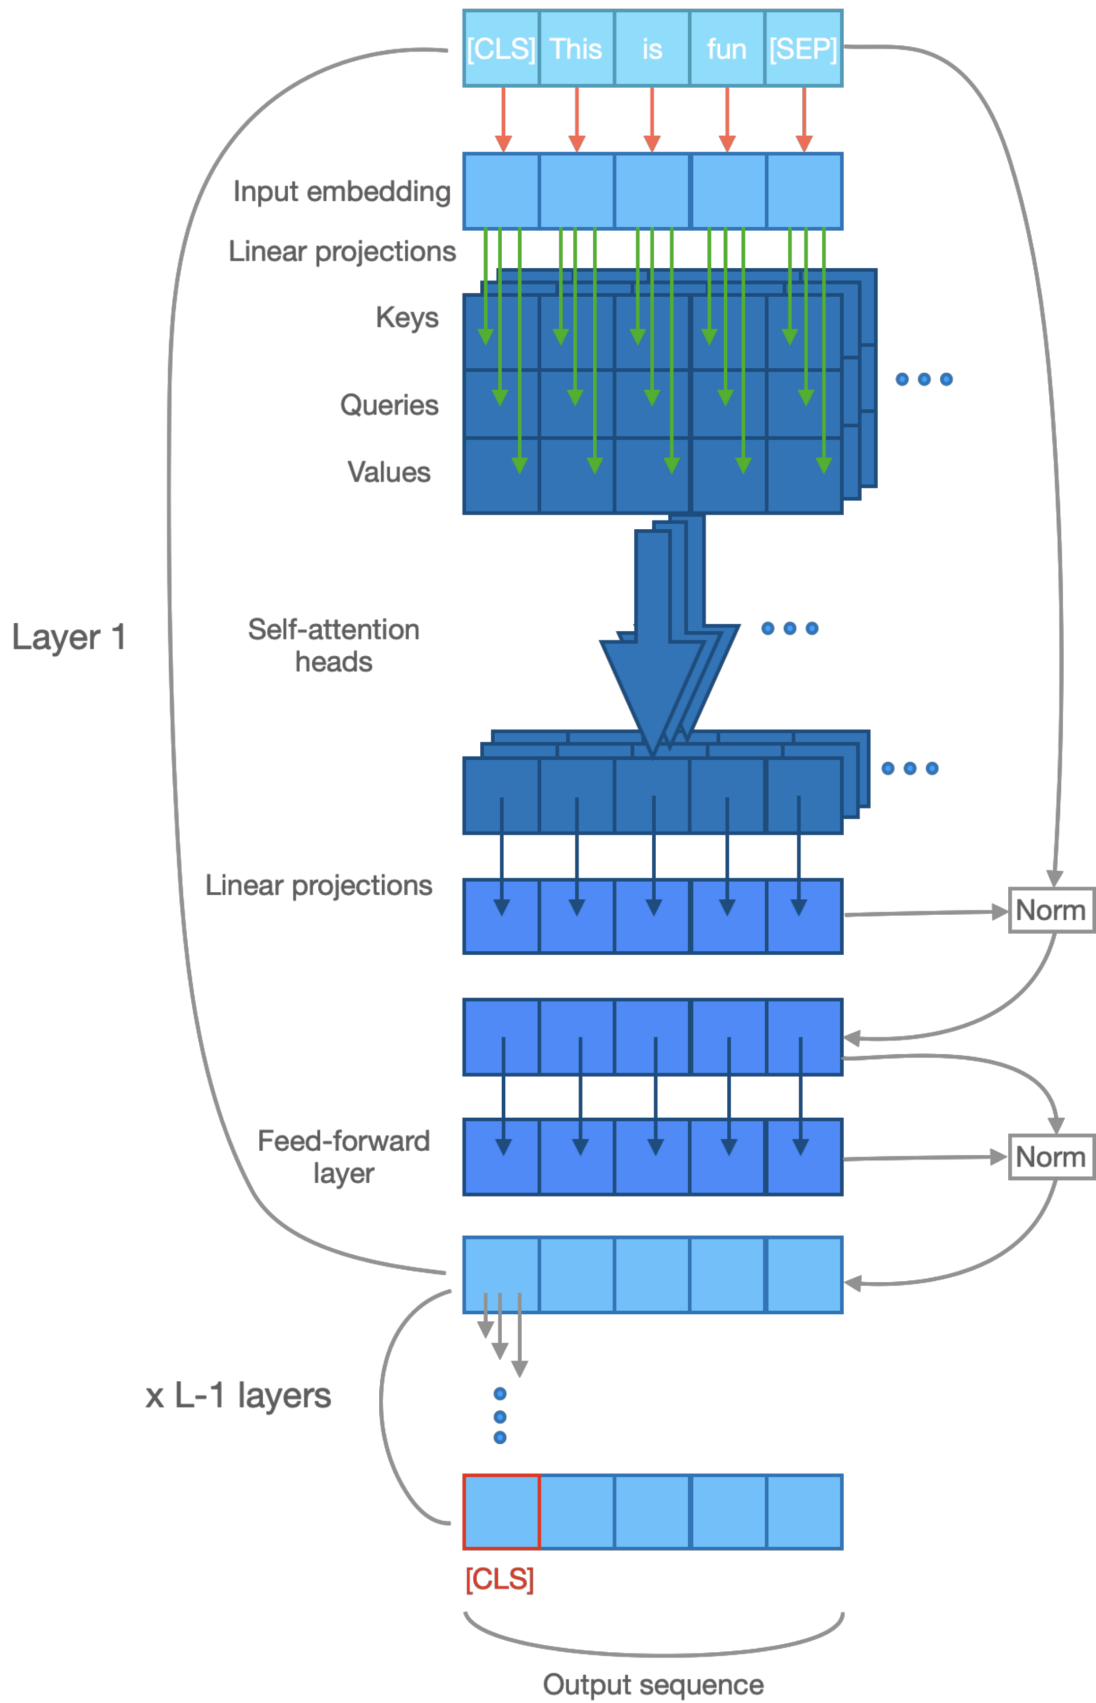 [CLS] This is fun [SEP]
Input embedding
Linear projections
Keys
Queries
Values
Layer 1
Self-attention
heads
Linear projections
Norm
Feed-forward
layer
Norm
x L-1 layers
[CLS]
Output sequence